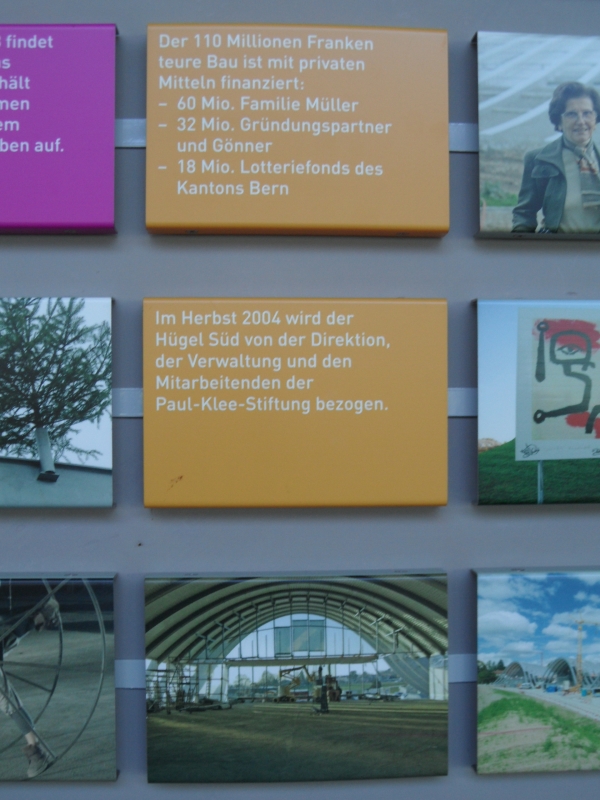 findet
s
hält
men
em
ben auf.
Der 110 Millionen Franken
teure Bau ist mit privaten
Mitteln finanziert:
– 60 Mio. Familie Müller
– 32 Mio. Gründungspartner
und Gönner
– 18 Mio. Lotteriefonds des
Kantons Bern
Im Herbst 2004 wird der
Hügel Süd von der Direktion,
der Verwaltung und den
Mitarbeitenden der
Paul-Klee-Stiftung bezogen.